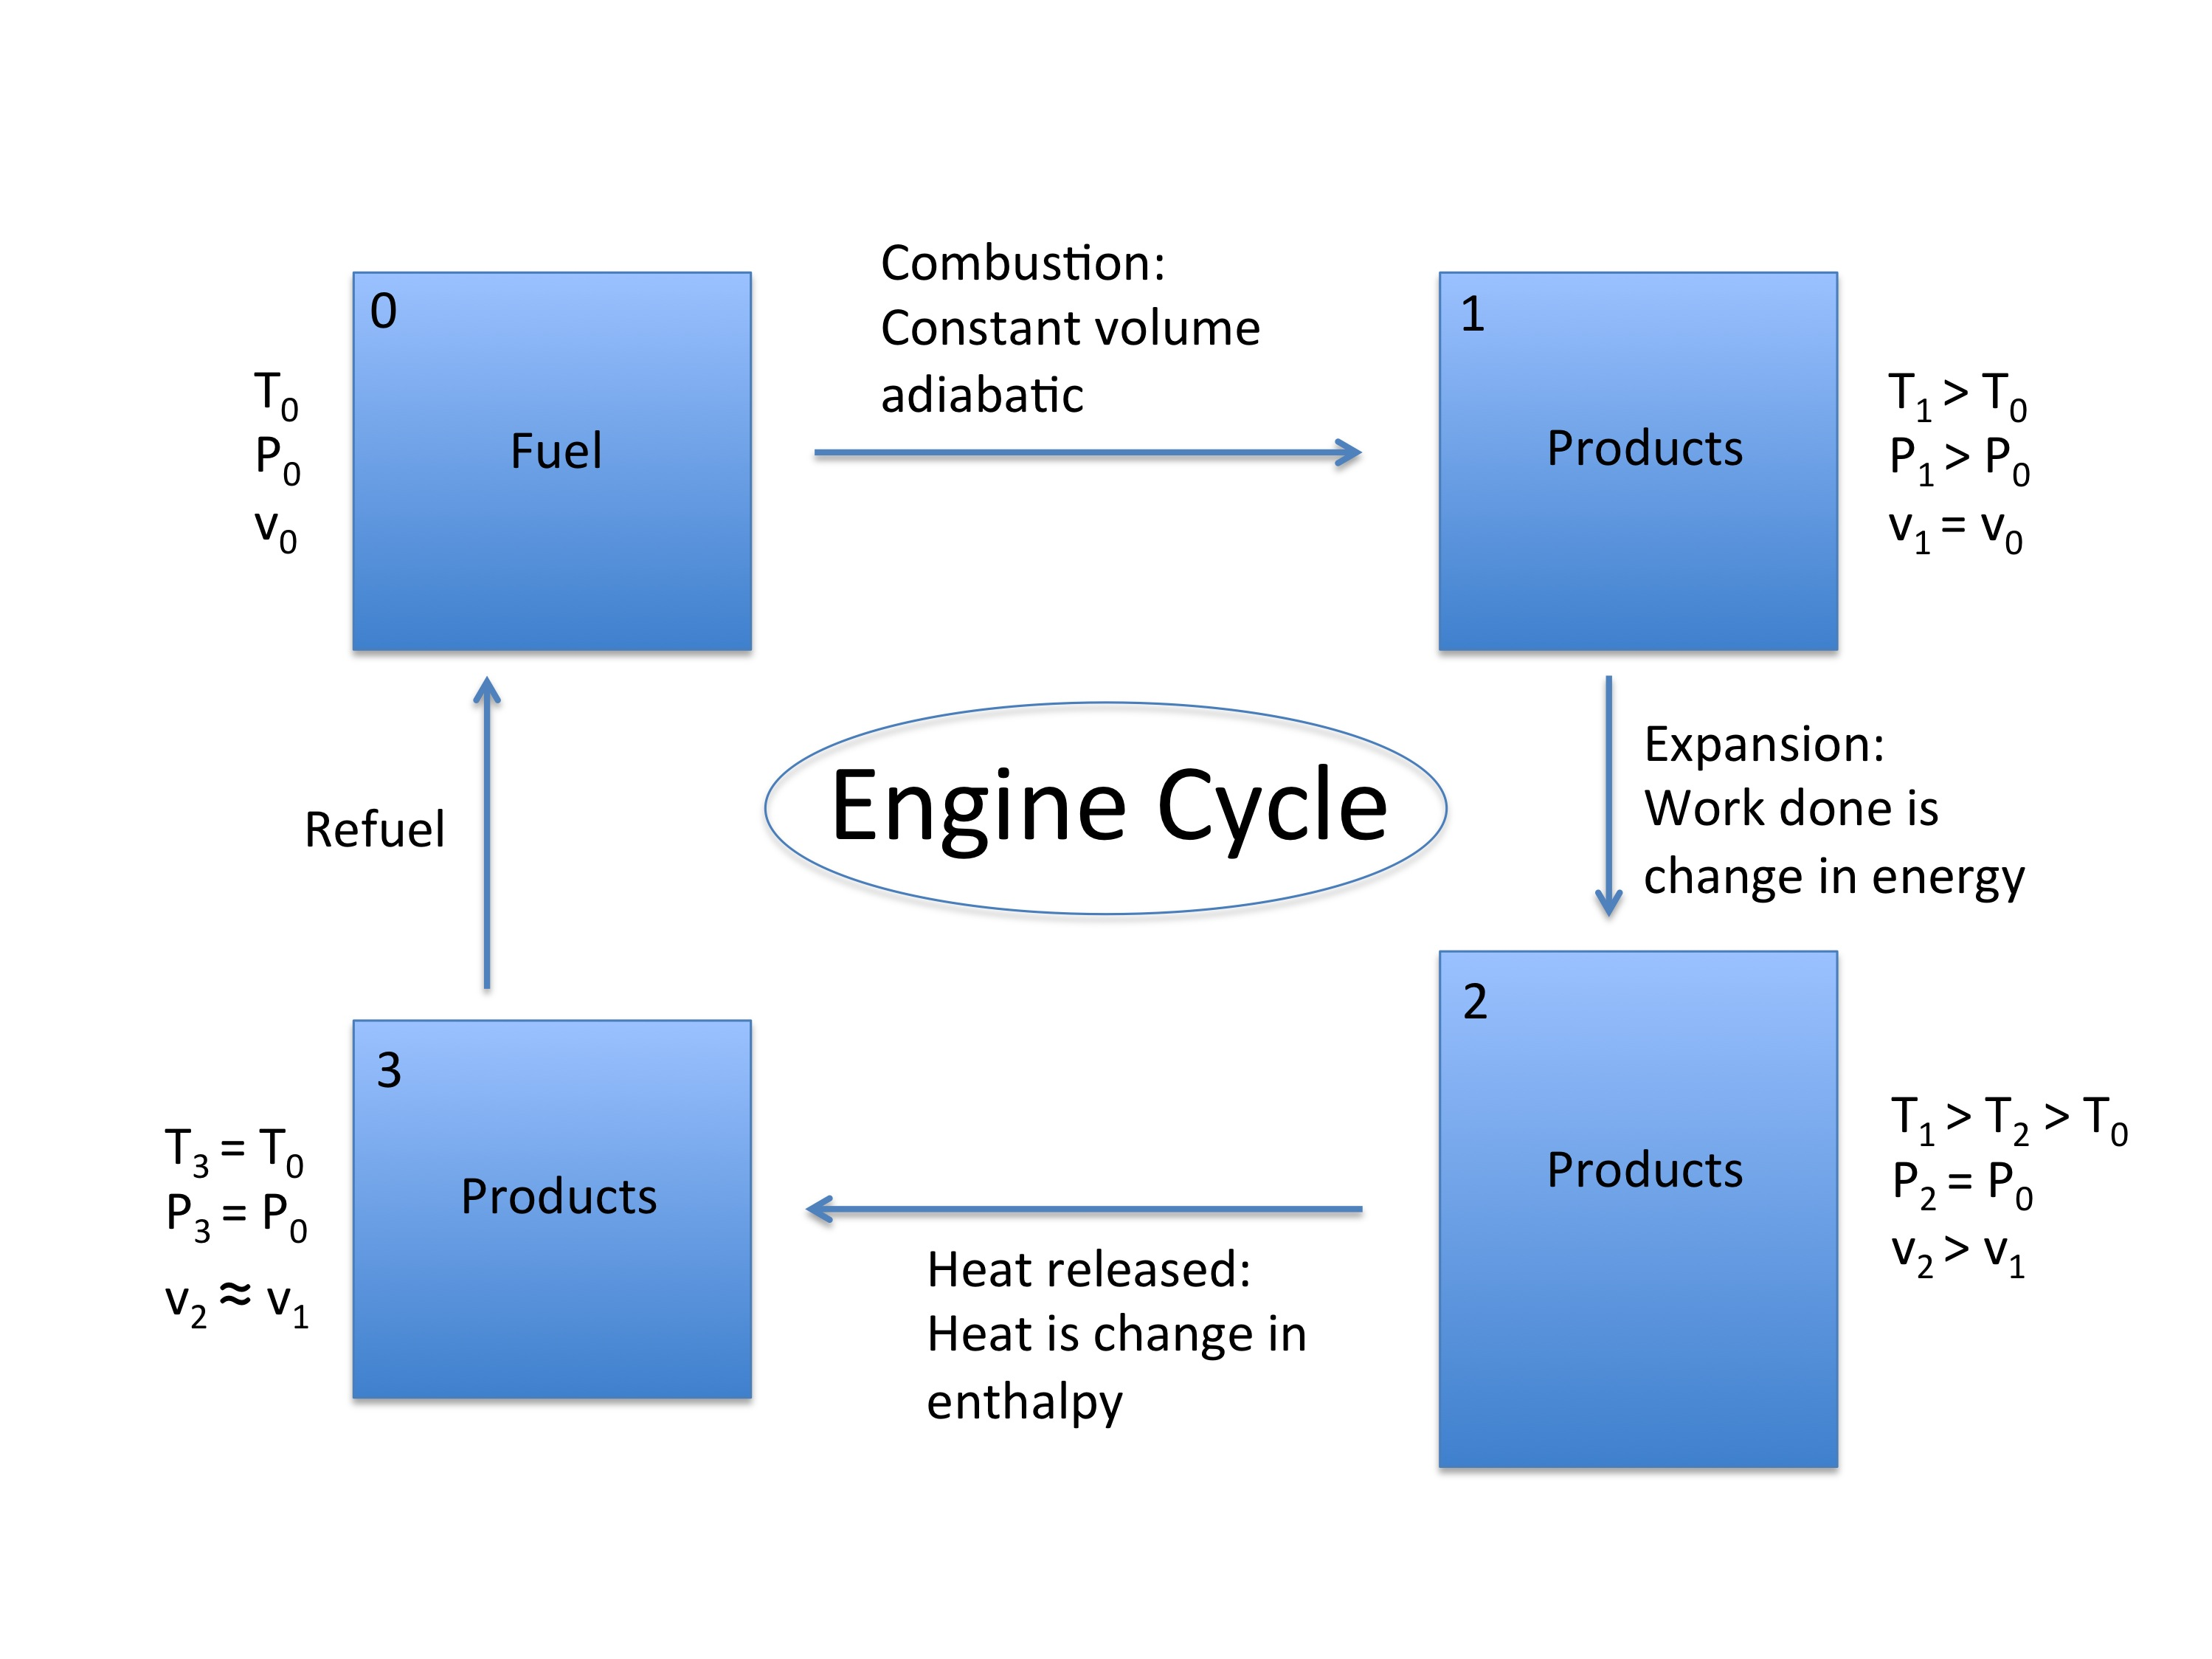 0
Fuel
T₀
P₀
v₀
Combustion:
Constant volume
adiabatic
1
Products
T₁ > T₀
P₁ > P₀
v₁ = v₀
Engine Cycle
Expansion:
Work done is
change in energy
2
Products
T₁ > T₂ > T₀
P₂ = P₀
v₂ > v₁
Heat released:
Heat is change in
enthalpy
3
Products
T₃ = T₀
P₃ = P₀
v₂ ≈ v₁
Refuel